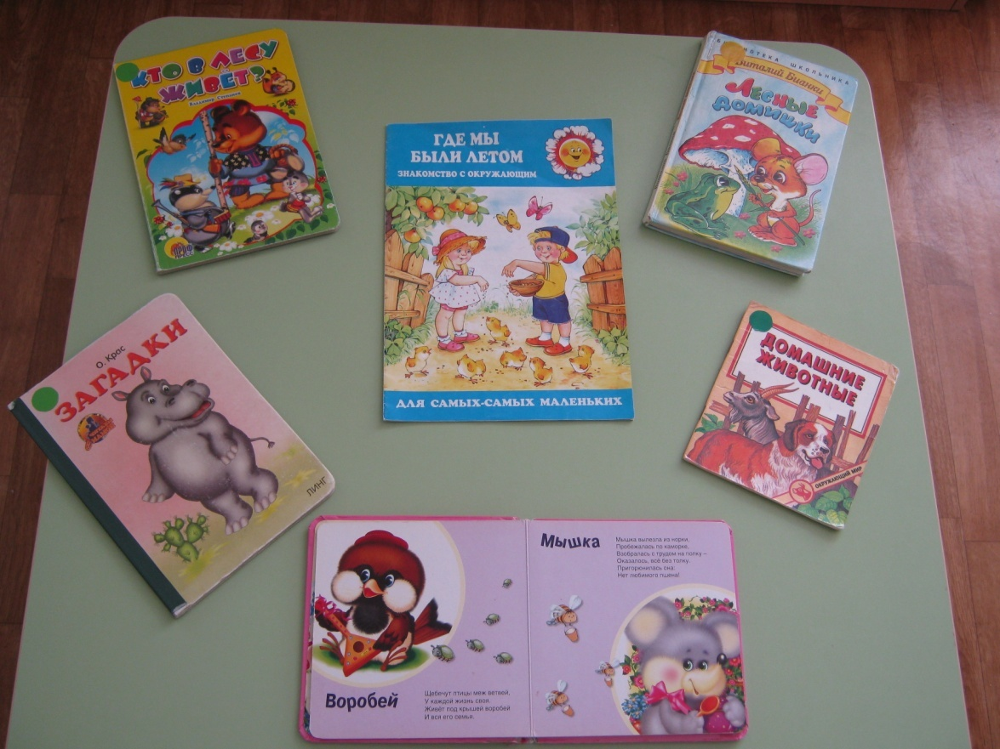 КТО В ЛЕСУ
ЖИВЁТ?
Владимир Степанов
ПРОФ
ГДЕ МЫ
БЫЛИ ЛЕТОМ
ЗНАКОМСТВО С ОКРУЖАЮЩИМ
ДЛЯ САМЫХ-САМЫХ МАЛЕНЬКИХ
ШКОЛЬНИКА
Виталий Бианки
Лесные
домишки
О. Крас
ЗАГАДКИ
ЛИНГ
ДОМАШНИЕ
ЖИВОТНЫЕ
ОКРУЖАЮЩИЙ МИР
Воробей
Щебечут птицы меж ветвей,
У каждой жизнь своя.
Живёт под крышей воробей
И вся его семья.
Мышка
Мышка вылезла из норки,
Пробежалась по каморке,
Взобралась с трудом на полку –
Оказалось, всё без толку.
Пригорюнилась она:
Нет любимого пшена!